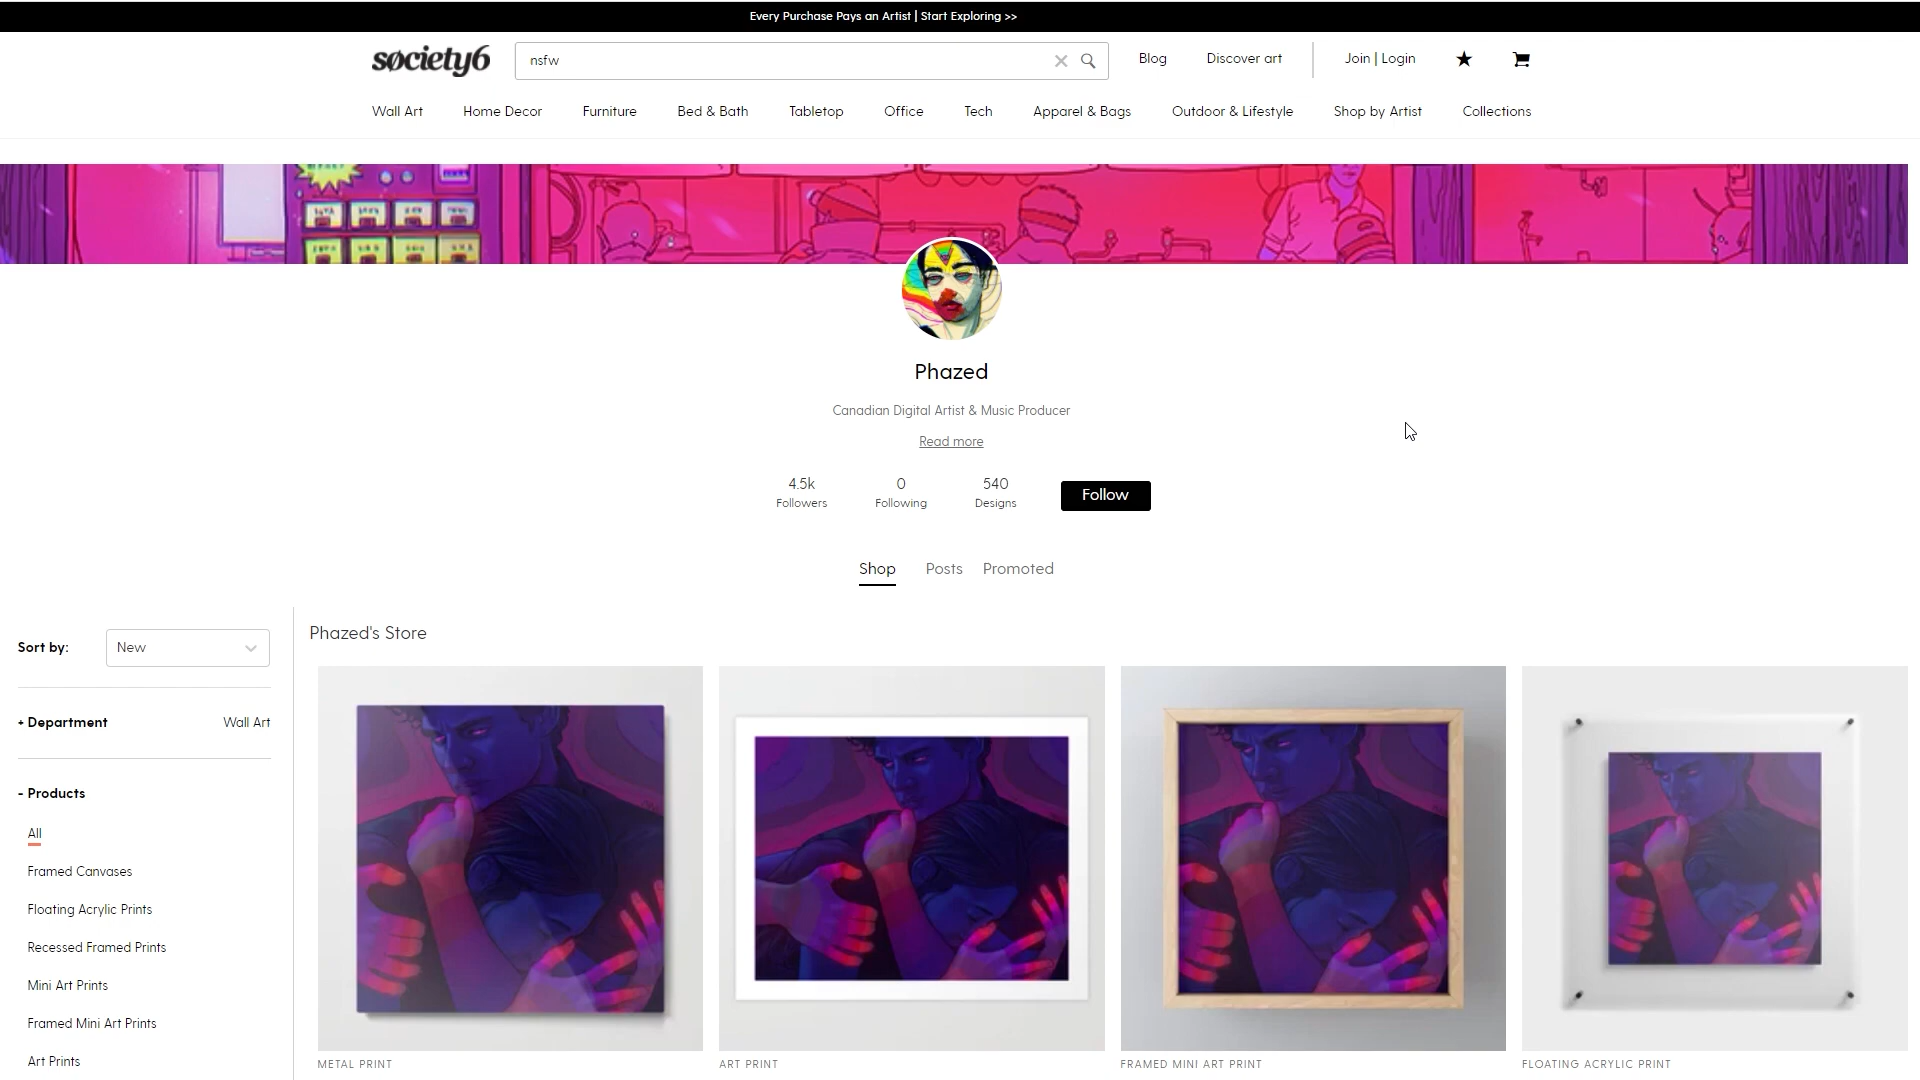 Every Purchase Pays an Artist | Start Exploring >>
søciety6
nsfw
Blog
Discover art
Join | Login
Wall Art
Home Decor
Furniture
Bed & Bath
Tabletop
Office
Tech
Apparel & Bags
Outdoor & Lifestyle
Shop by Artist
Collections
Phazed
Canadian Digital Artist & Music Producer
Read more
4.5k
Followers
0
Following
540
Designs
Follow
Shop
Posts
Promoted
Sort by:
New
+ Department
Wall Art
- Products
All
Framed Canvases
Floating Acrylic Prints
Recessed Framed Prints
Mini Art Prints
Framed Mini Art Prints
Art Prints
Phazed's Store
METAL PRINT
ART PRINT
FRAMED MINI ART PRINT
FLOATING ACRYLIC PRINT